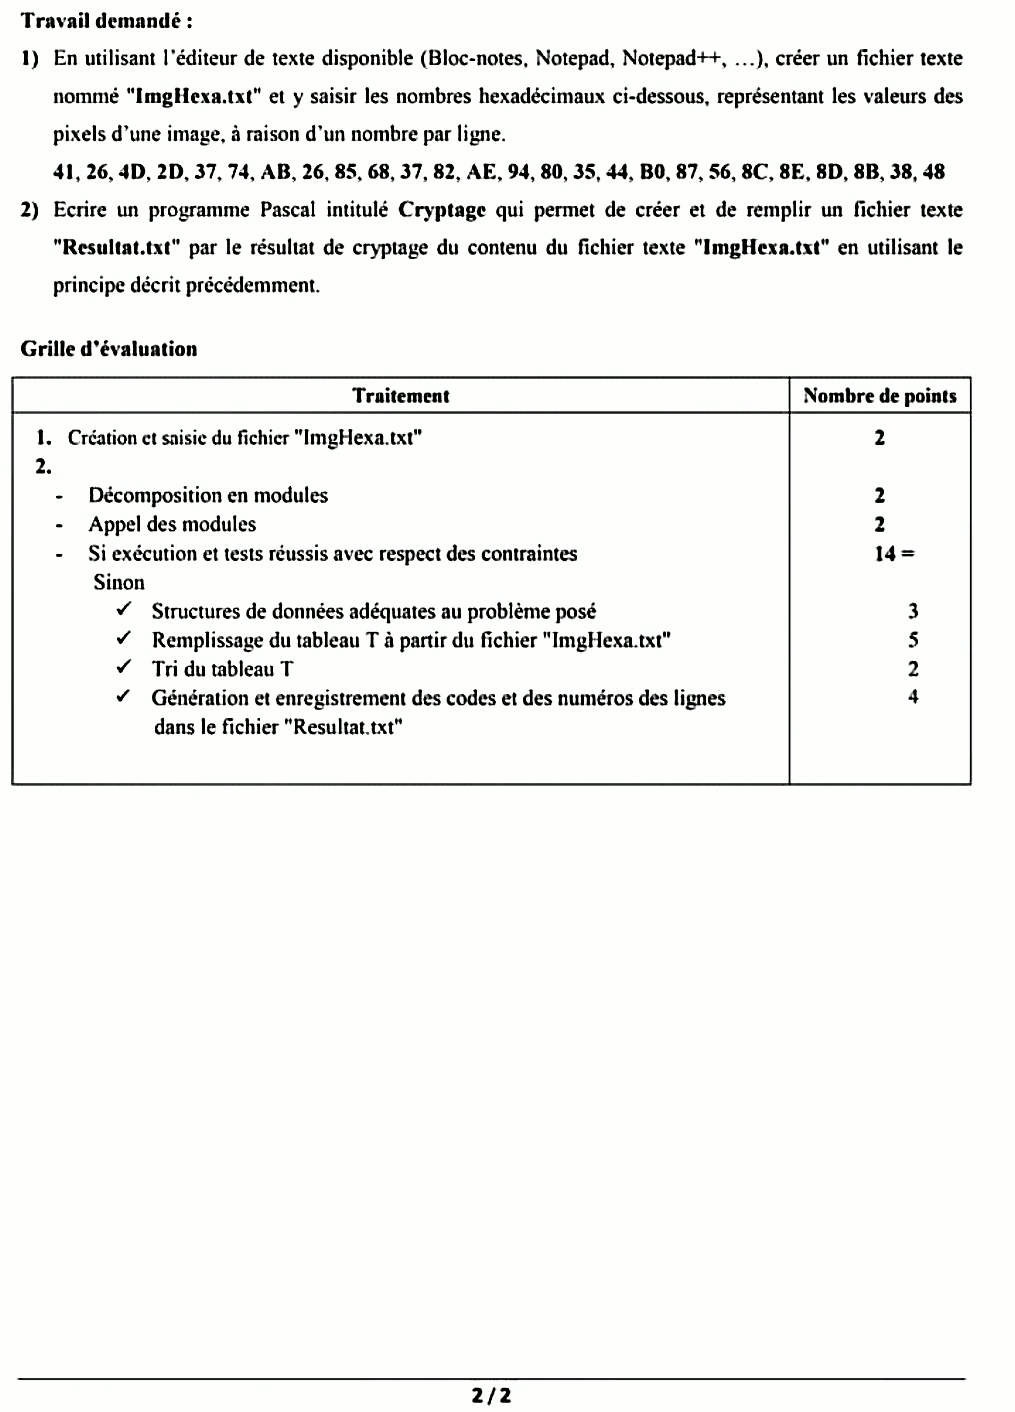 Travail demandé :
1) En utilisant l'éditeur de texte disponible (Bloc-notes, Notepad, Notepad++, …), créer un fichier texte
nommé "ImgHexa.txt" et y saisir les nombres hexadécimaux ci-dessous, représentant les valeurs des
pixels d'une image, à raison d'un nombre par ligne.
41, 26, 4D, 2D, 37, 74, AB, 26, 85, 68, 37, 82, AE, 94, 80, 35, 44, B0, 87, 56, 8C, 8E, 8D, 8B, 38, 48
2) Ecrire un programme Pascal intitulé Cryptage qui permet de créer et de remplir un fichier texte
"Resultat.txt" par le résultat de cryptage du contenu du fichier texte "ImgHexa.txt" en utilisant le
principe décrit précédemment.
Grille d'évaluation
Traitement Nombre de points
1. Création et saisie du fichier "ImgHexa.txt" 2
2.
- Décomposition en modules 2
- Appel des modules 2
- Si exécution et tests réussis avec respect des contraintes 14 =
Sinon
✓ Structures de données adéquates au problème posé 3
✓ Remplissage du tableau T à partir du fichier "ImgHexa.txt" 5
✓ Tri du tableau T 2
✓ Génération et enregistrement des codes et des numéros des lignes 4
dans le fichier "Resultat.txt"
2 / 2